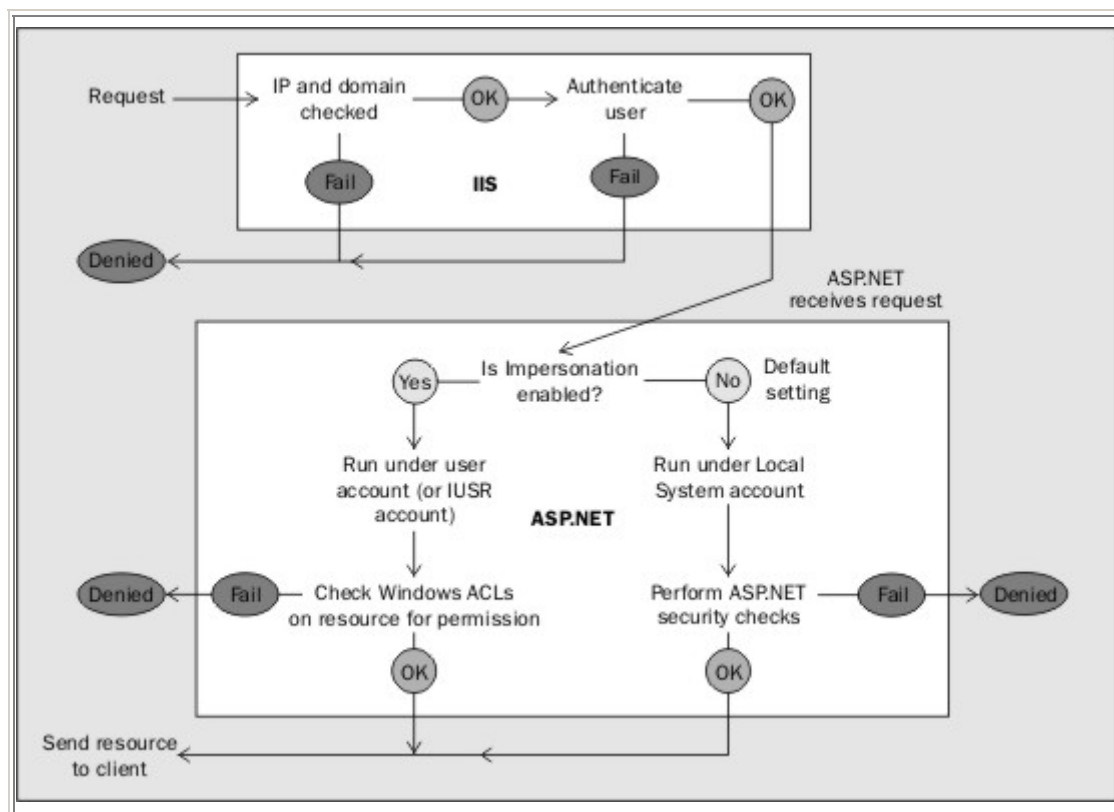 Request
IP and domain
checked
OK
Authenticate
user
OK
Fail
IIS
Fail
Denied
ASP.NET
receives request
Is Impersonation
enabled?
Yes
No
Default
setting
Run under user
account (or IUSR
account)
Run under Local
System account
ASP.NET
Denied
Fail
Check Windows ACLs
on resource for permission
Perform ASP.NET
security checks
Fail
Denied
OK
OK
Send resource
to client